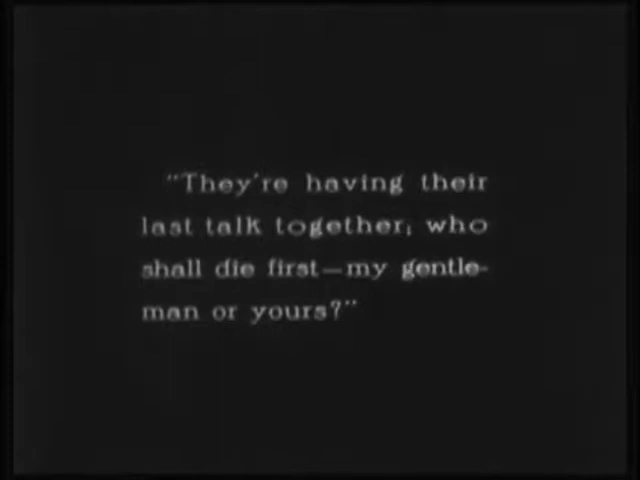 "They're having their
last talk together; who
shall die first—my gentle-
man or yours?"